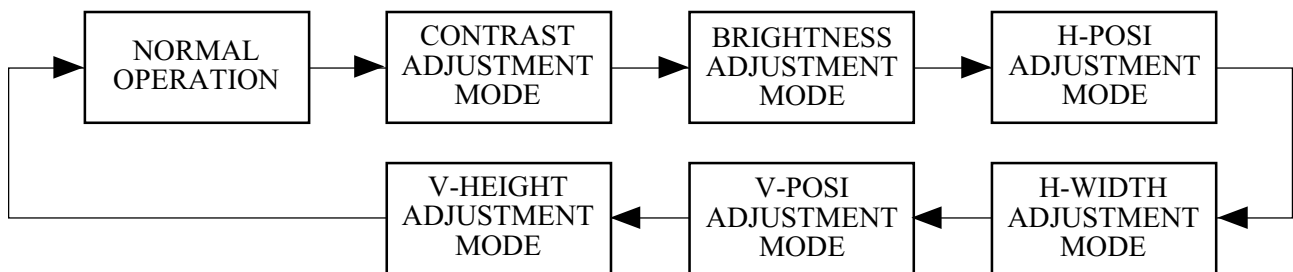 NORMAL
OPERATION
CONTRAST
ADJUSTMENT
MODE
BRIGHTNESS
ADJUSTMENT
MODE
H-POSI
ADJUSTMENT
MODE
V-HEIGHT
ADJUSTMENT
MODE
V-POSI
ADJUSTMENT
MODE
H-WIDTH
ADJUSTMENT
MODE